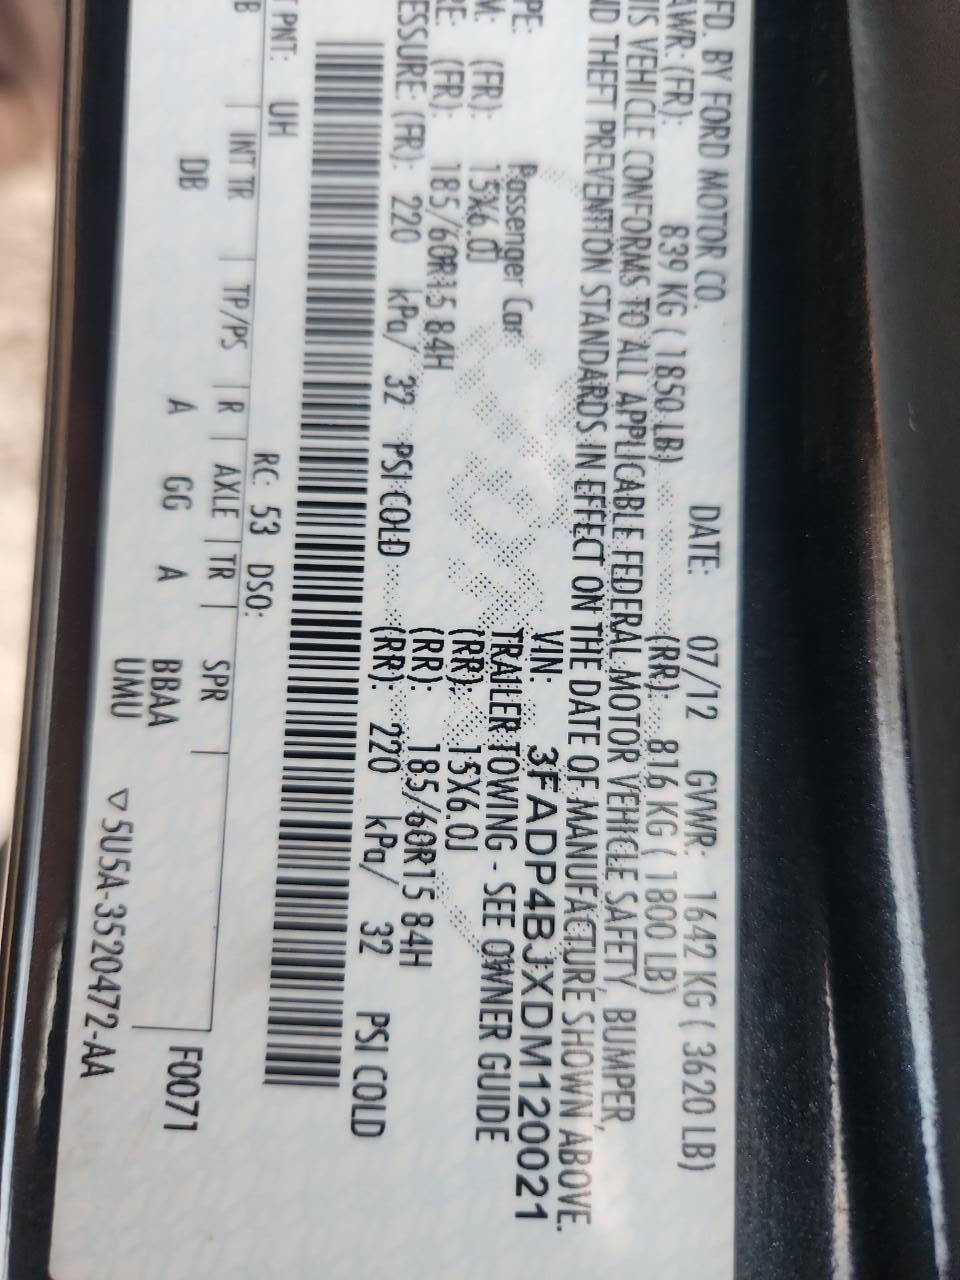 FD. BY FORD MOTOR CO. DATE: 07/12 GVWR: 1642 KG ( 3620 LB)
AWR: (FR): 839 KG ( 1850 LB) (RR): 816 KG ( 1800 LB)
IS VEHICLE CONFORMS TO ALL APPLICABLE FEDERAL MOTOR VEHICLE SAFETY, BUMPER,
ND THEFT PREVENTION STANDARDS IN EFFECT ON THE DATE OF MANUFACTURE SHOWN ABOVE.
VIN: 3FADP4BJXDM120021
PE: Passenger Car TRAILER TOWING - SEE OWNER GUIDE
M: (FR): 15X6.0J (RR): 15X6.0J
RE: (FR): 185/60R15 84H (RR): 185/60R15 84H
ESSURE: (FR): 220 kPa/ 32 PSI COLD (RR): 220 kPa/ 32 PSI COLD
PNT: UH RC: 53 DSO:
B | INT TR | TP/PS | R | AXLE | TR | SPR | F0071
DB A GG A BBAA
UMU ▽5U5A-3520472-AA